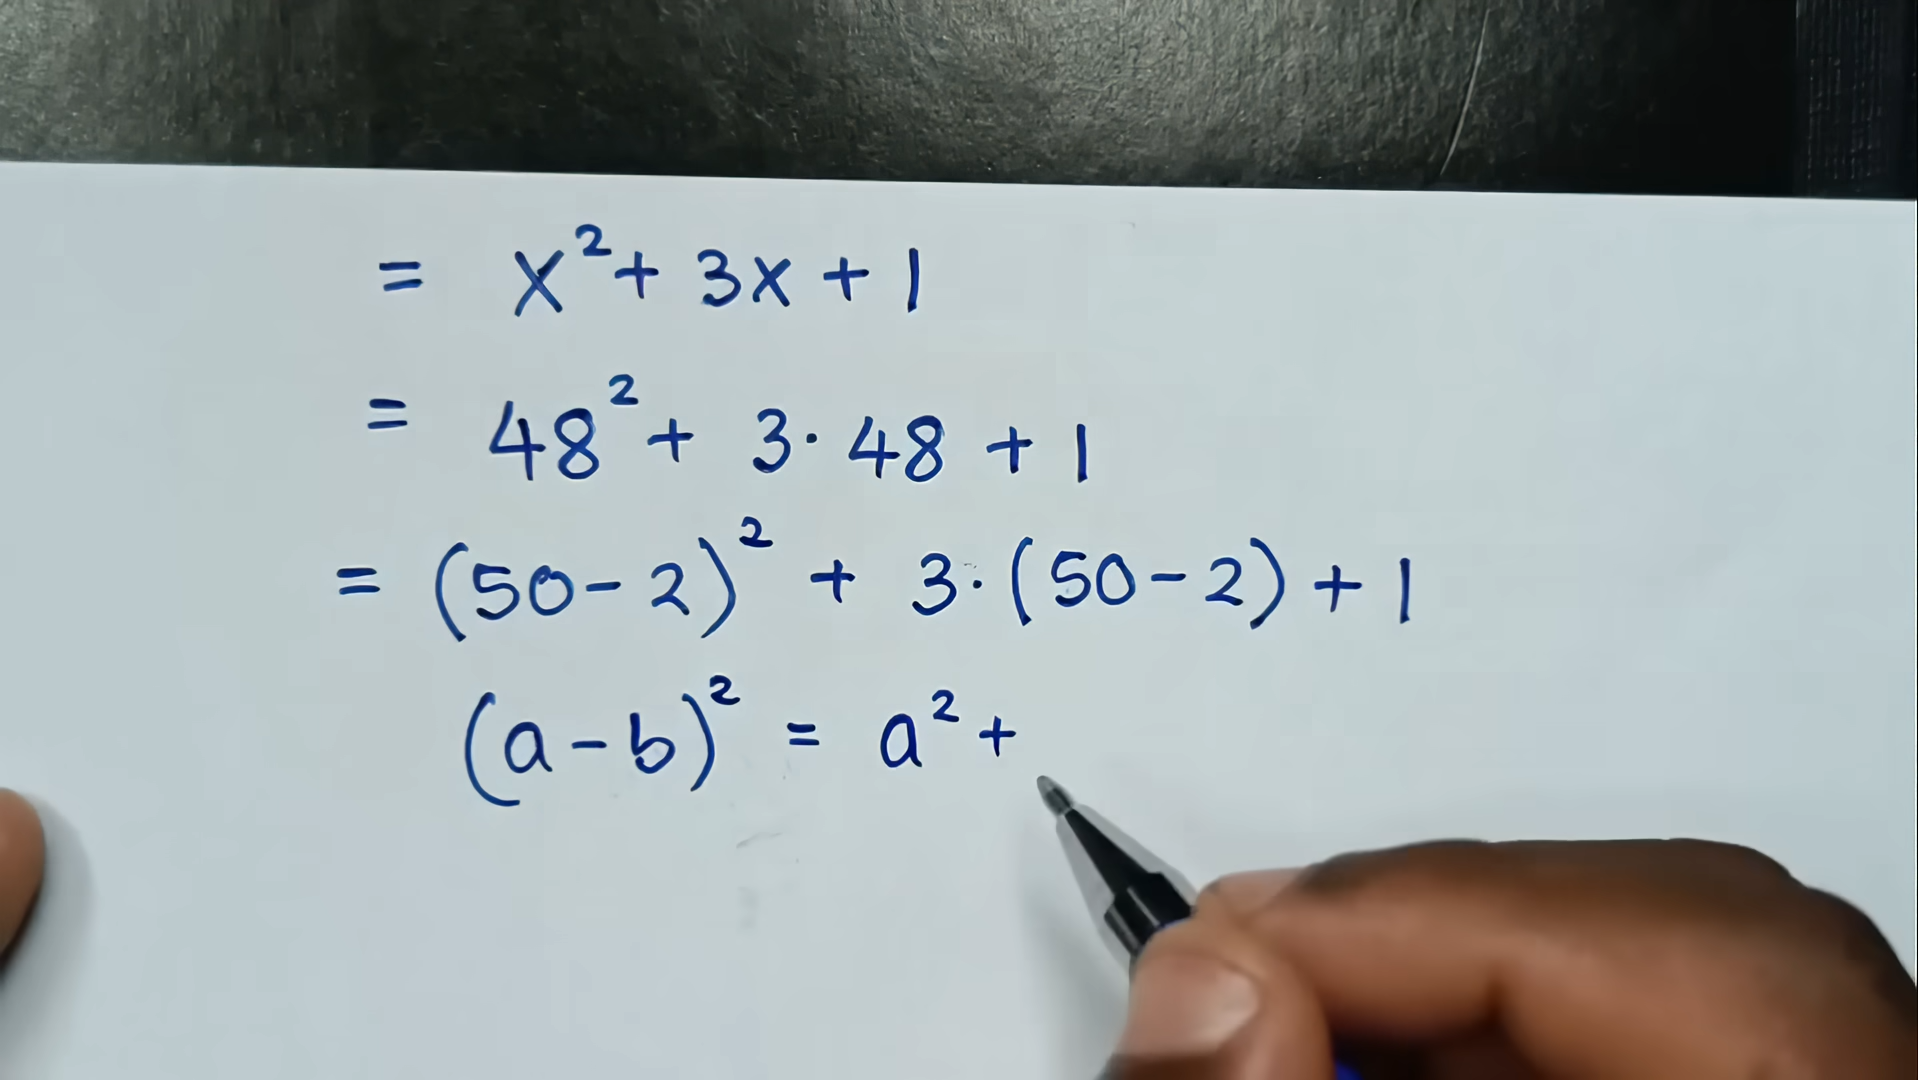 = x² + 3x + 1
= 48² + 3· 48 + 1
= (50 - 2)² + 3· (50 - 2) + 1
(a - b)² = a² +